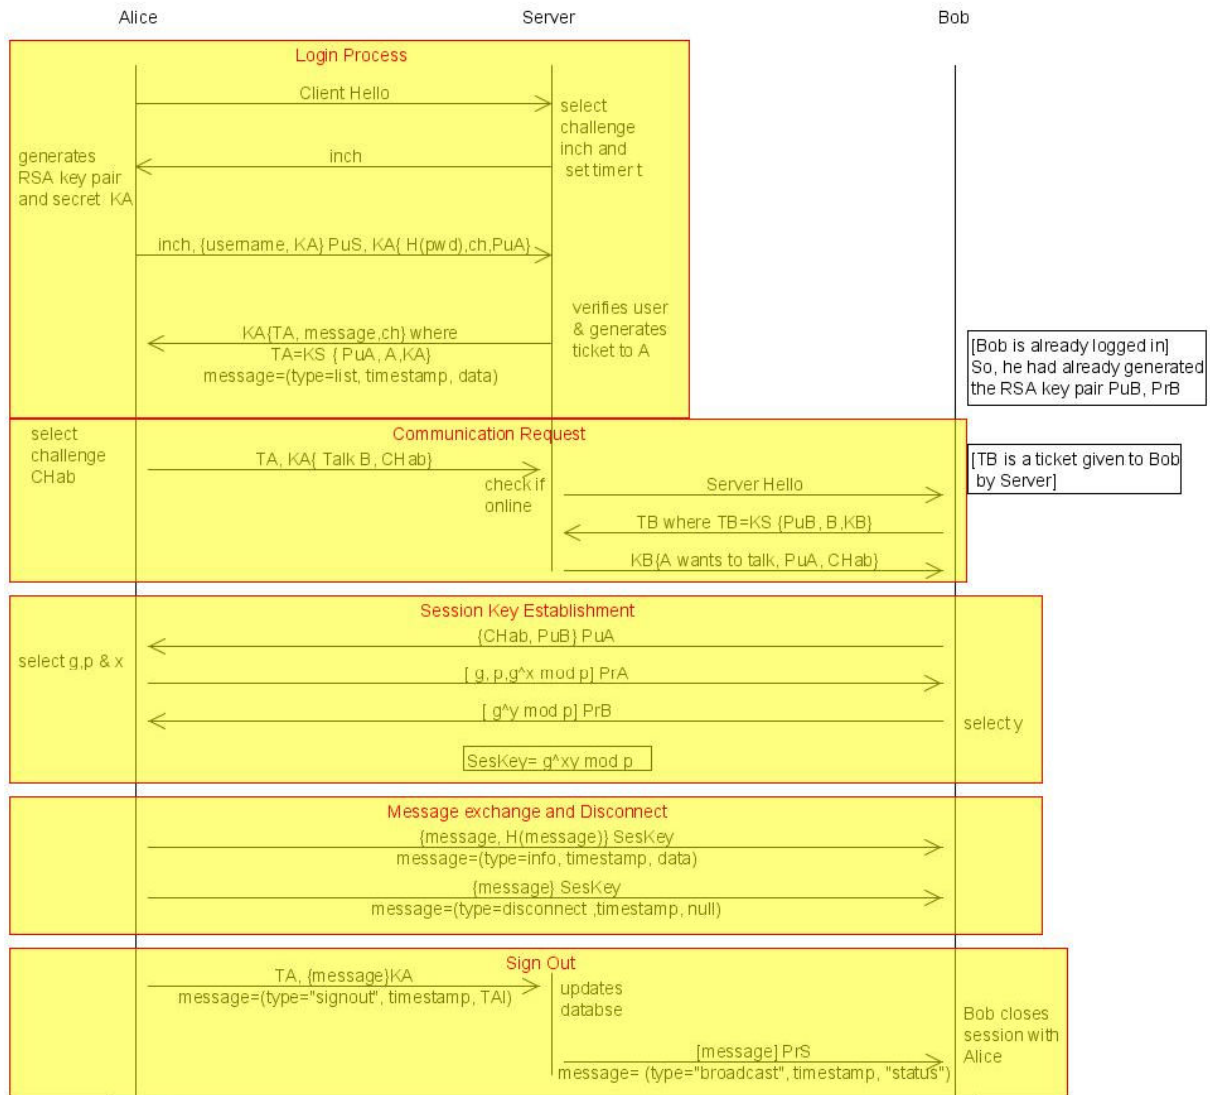 Alice Server Bob
Login Process
Client Hello
select
challenge
inch and
set timer t
inch
generates
RSA key pair
and secret KA
inch, {username, KA} PuS, KA{ H(pwd),ch,PuA}
verifies user
& generates
ticket to A
KA{TA, message,ch} where
TA=KS { PuA, A,KA}
message=(type=list, timestamp, data)
[Bob is already logged in]
So, he had already generated
the RSA key pair PuB, PrB
Communication Request
select
challenge
CHab
TA, KA{ Talk B, CHab}
check if
online
[TB is a ticket given to Bob
by Server]
Server Hello
TB where TB=KS {PuB, B,KB}
KB{A wants to talk, PuA, CHab}
Session Key Establishment
{CHab, PuB} PuA
select g,p & x
[ g, p,g^x mod p] PrA
[ g^y mod p] PrB
select y
SesKey= g^xy mod p
Message exchange and Disconnect
{message, H(message)} SesKey
message=(type=info, timestamp, data)
{message} SesKey
message=(type=disconnect ,timestamp, null)
Sign Out
TA, {message}KA
message=(type="signout", timestamp, TAI)
updates
databse
Bob closes
session with
Alice
[message] PrS
message= (type="broadcast", timestamp, "status")